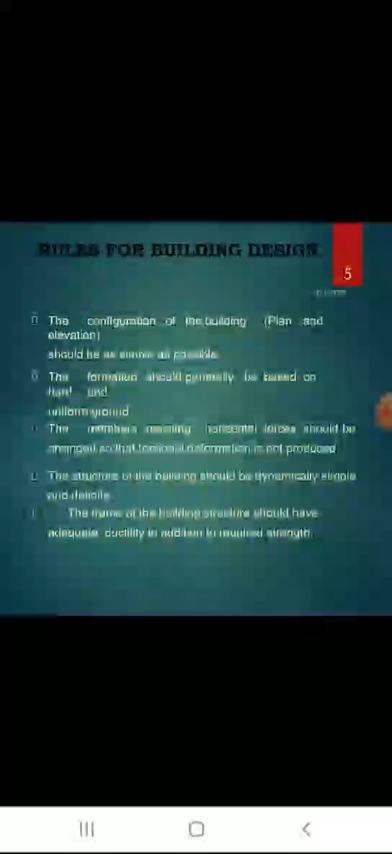 RULES FOR BUILDING DESIGN
5
The configuration of the building (Plan and
elevation)
should be as simple as possible
The formation should generally be based on
hard and
uniform ground
The members resisting horizontal forces should be
arranged so that torsional deformation is not produced
The structure of the building should be dynamically simple
and definite
The frame of the building structure should have
adequate ductility in addition to required strength